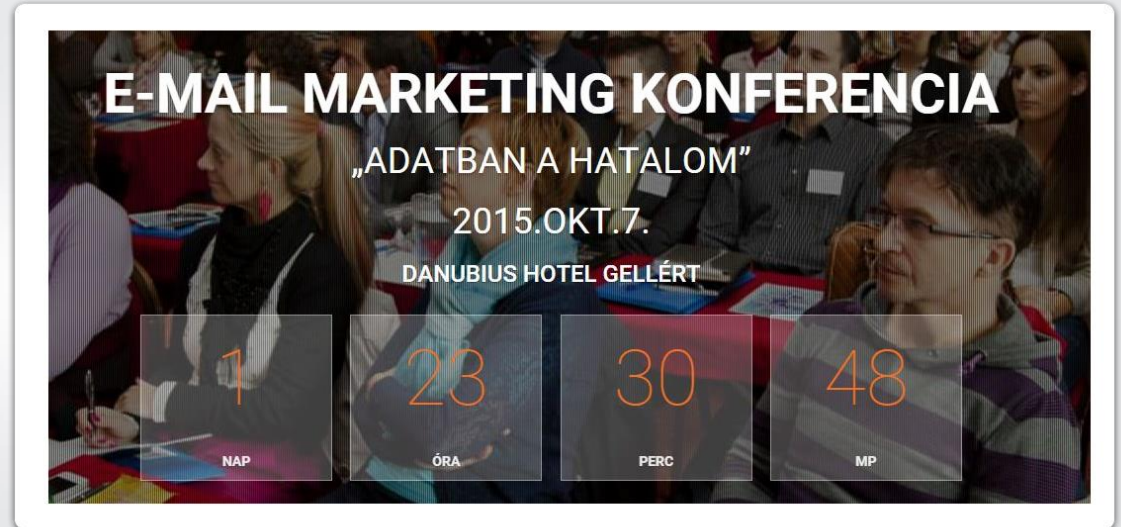 E-MAIL MARKETING KONFERENCIA
„ADATBAN A HATALOM”
2015.OKT.7.
DANUBIUS HOTEL GELLÉRT
1 23 30 48
NAP ÓRA PERC MP